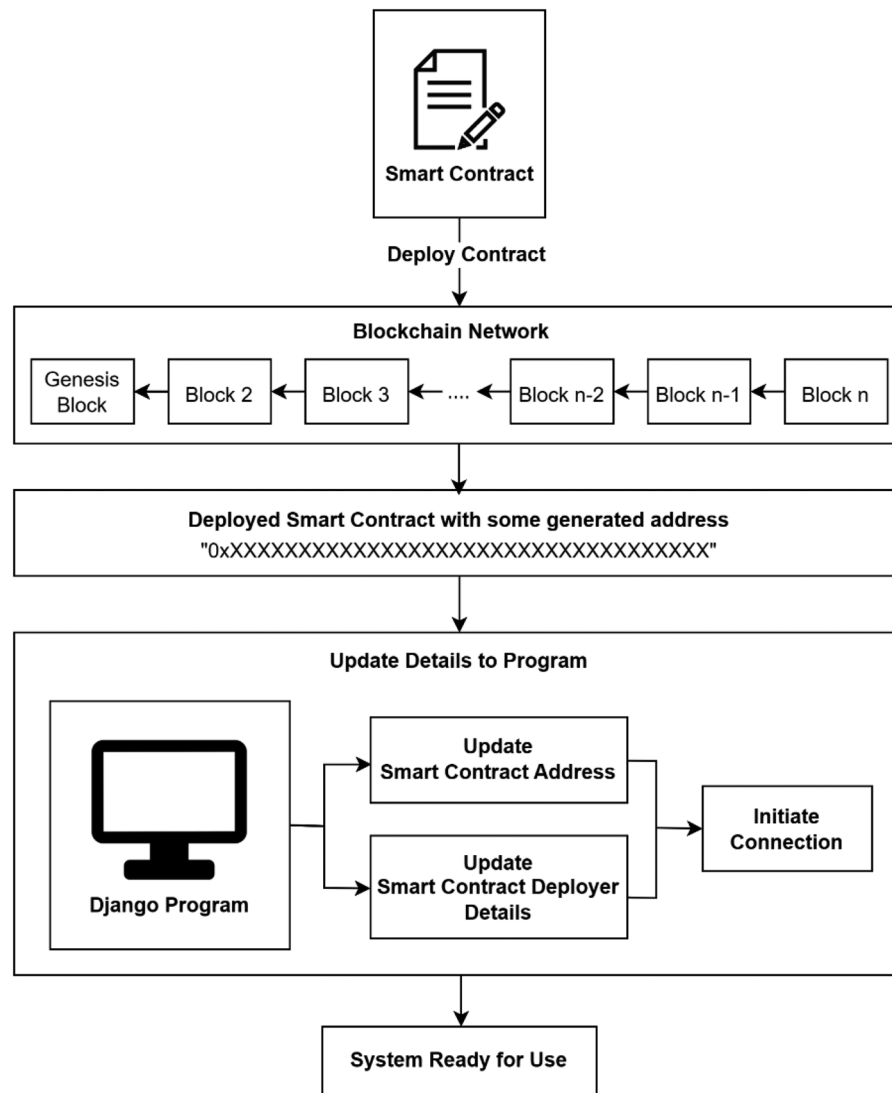 Smart Contract
Deploy Contract
Blockchain Network
Genesis
Block
Block 2
Block 3
....
Block n-2
Block n-1
Block n
Deployed Smart Contract with some generated address
"0xXXXXXXXXXXXXXXXXXXXXXXXXXXXXXXXXXXX"
Update Details to Program
Django Program
Update
Smart Contract Address
Update
Smart Contract Deployer
Details
Initiate
Connection
System Ready for Use